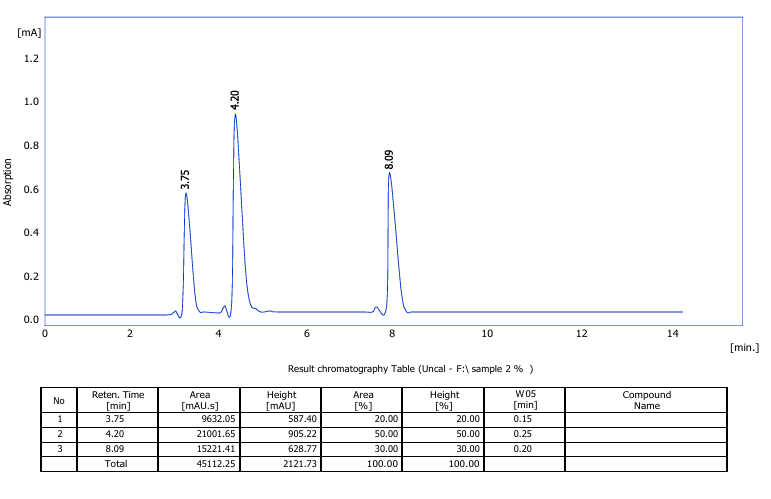 [mA]
1.2
1.0
0.8
0.6
0.4
0.2
0.0
Absorption
3.75
4.20
8.09
0 2 4 6 8 10 12 14
[min.]
Result chromatography Table (Uncal - F:\ sample 2 % )
No Reten. Time [min] Area [mAU.s] Height [mAU] Area [%] Height [%] W05 [min] Compound Name
1 3.75 9632.05 587.40 20.00 20.00 0.15
2 4.20 21001.65 905.22 50.00 50.00 0.25
3 8.09 15221.41 628.77 30.00 30.00 0.20
Total 45112.25 2121.73 100.00 100.00